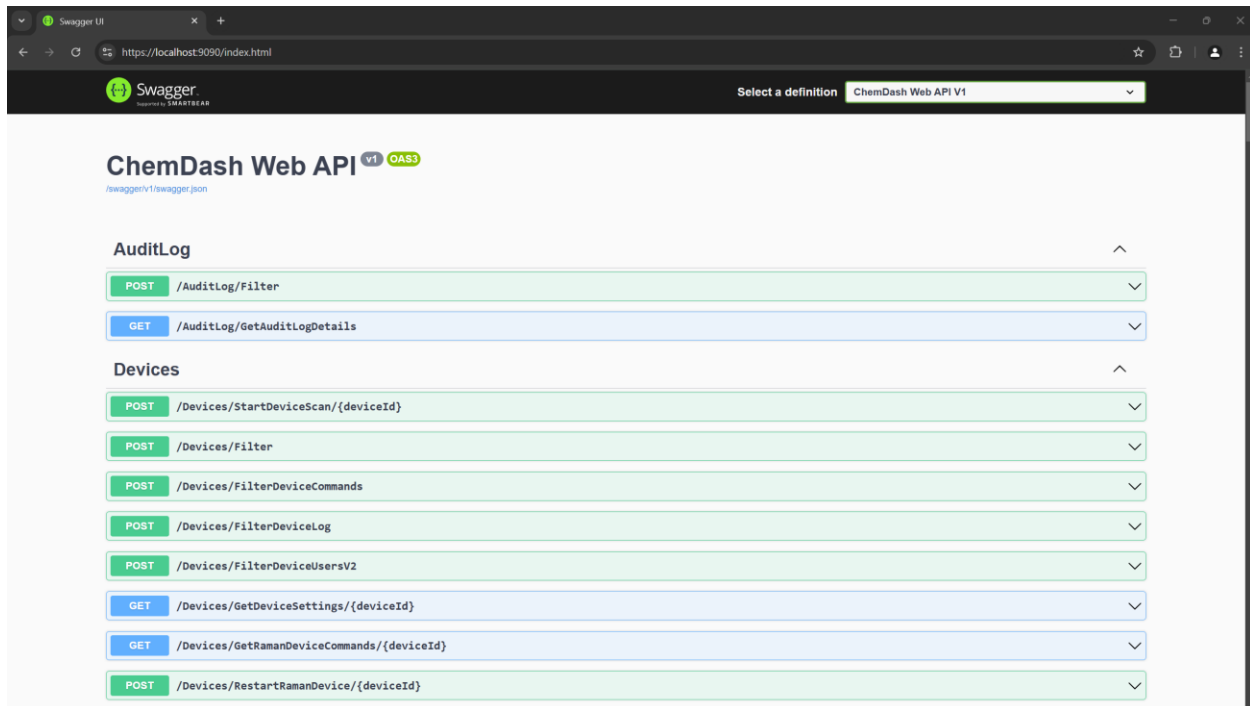 Swagger UI
https://localhost:9090/index.html
Swagger
Supported by SMARTBEAR
Select a definition
ChemDash Web API V1
ChemDash Web API v1 OAS3
/swagger/v1/swagger.json
AuditLog
POST /AuditLog/Filter
GET /AuditLog/GetAuditLogDetails
Devices
POST /Devices/StartDeviceScan/{deviceId}
POST /Devices/Filter
POST /Devices/FilterDeviceCommands
POST /Devices/FilterDeviceLog
POST /Devices/FilterDeviceUsersV2
GET /Devices/GetDeviceSettings/{deviceId}
GET /Devices/GetRamanDeviceCommands/{deviceId}
POST /Devices/RestartRamanDevice/{deviceId}